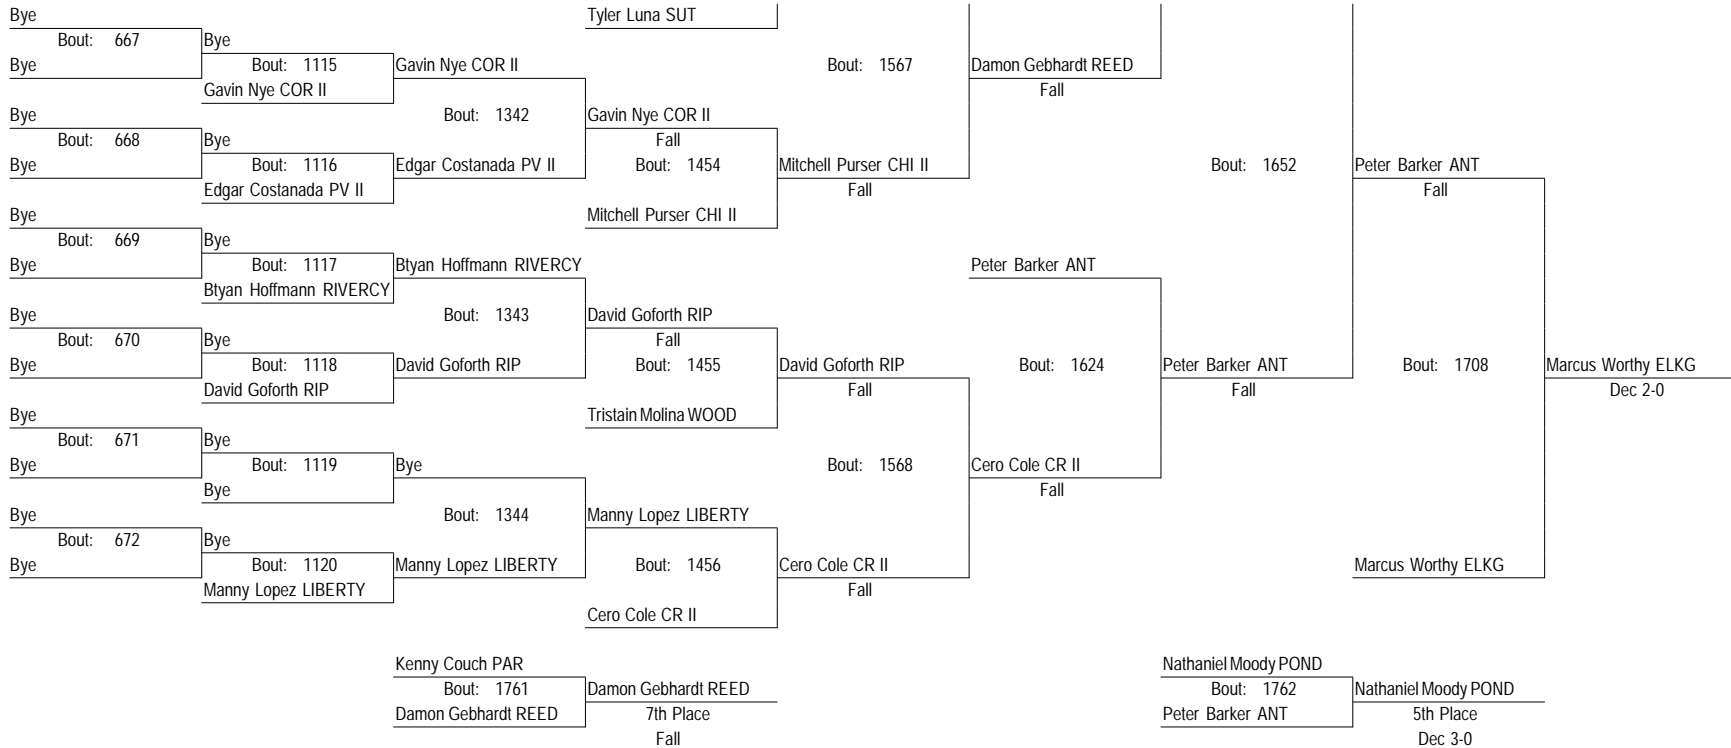 Bye Tyler Luna SUT
Bout: 667 Bye
Bye Bout: 1115 Gavin Nye COR II Bout: 1567 Damon Gebhardt REED
Gavin Nye COR II Fall
Bye Bout: 1342 Gavin Nye COR II
Bout: 668 Bye Fall
Bye Bout: 1116 Edgar Costanada PV II Bout: 1454 Mitchell Purser CHI II Bout: 1652 Peter Barker ANT
Edgar Costanada PV II Fall Fall
Bye Mitchell Purser CHI II
Bout: 669 Bye
Bye Bout: 1117 Btyan Hoffmann RIVERCY Peter Barker ANT
Btyan Hoffmann RIVERCY
Bye Bout: 1343 David Goforth RIP
Bout: 670 Bye Fall
Bye Bout: 1118 David Goforth RIP Bout: 1455 David Goforth RIP Bout: 1624 Peter Barker ANT Bout: 1708 Marcus Worthy ELKG
David Goforth RIP Fall Fall Dec 2-0
Bye Tristain Molina WOOD
Bout: 671 Bye
Bye Bout: 1119 Bye Bout: 1568 Cero Cole CR II
Bye Fall
Bye Bout: 1344 Manny Lopez LIBERTY
Bout: 672 Bye
Bye Bout: 1120 Manny Lopez LIBERTY Bout: 1456 Cero Cole CR II Marcus Worthy ELKG
Manny Lopez LIBERTY Fall
Cero Cole CR II
Kenny Couch PAR Nathaniel Moody POND
Bout: 1761 Damon Gebhardt REED Bout: 1762 Nathaniel Moody POND
Damon Gebhardt REED 7th Place Peter Barker ANT 5th Place
Fall Dec 3-0